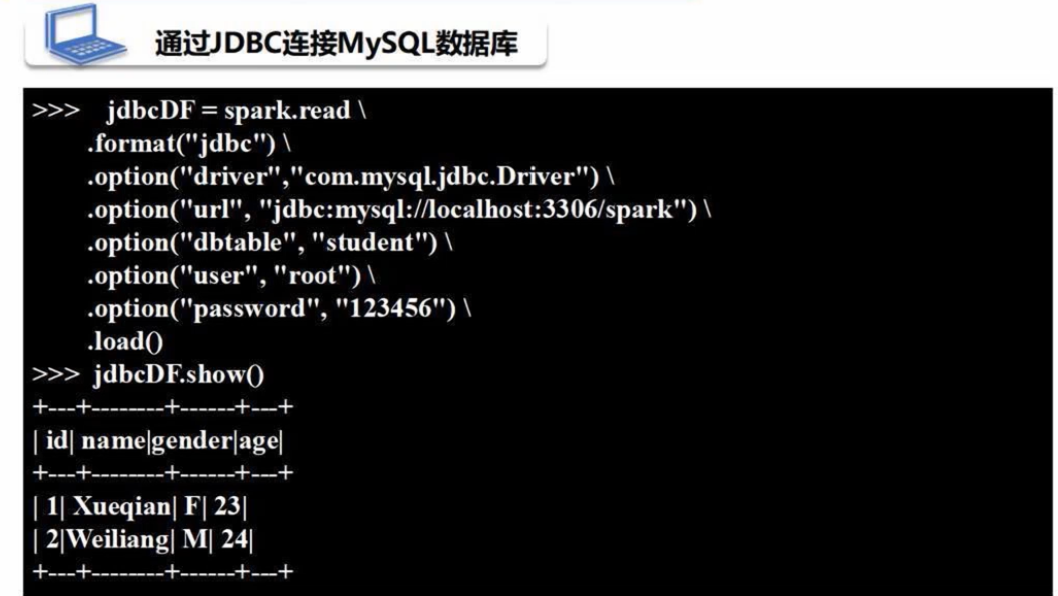 通过JDBC连接MySQL数据库
>>> jdbcDF = spark.read \
.format("jdbc") \
.option("driver","com.mysql.jdbc.Driver") \
.option("url", "jdbc:mysql://localhost:3306/spark") \
.option("dbtable", "student") \
.option("user", "root") \
.option("password", "123456") \
.load()
>>> jdbcDF.show()
+---+--------+------+---+
| id| name|gender|age|
+---+--------+------+---+
| 1| Xueqian| F| 23|
| 2|Weiliang| M| 24|
+---+--------+------+---+